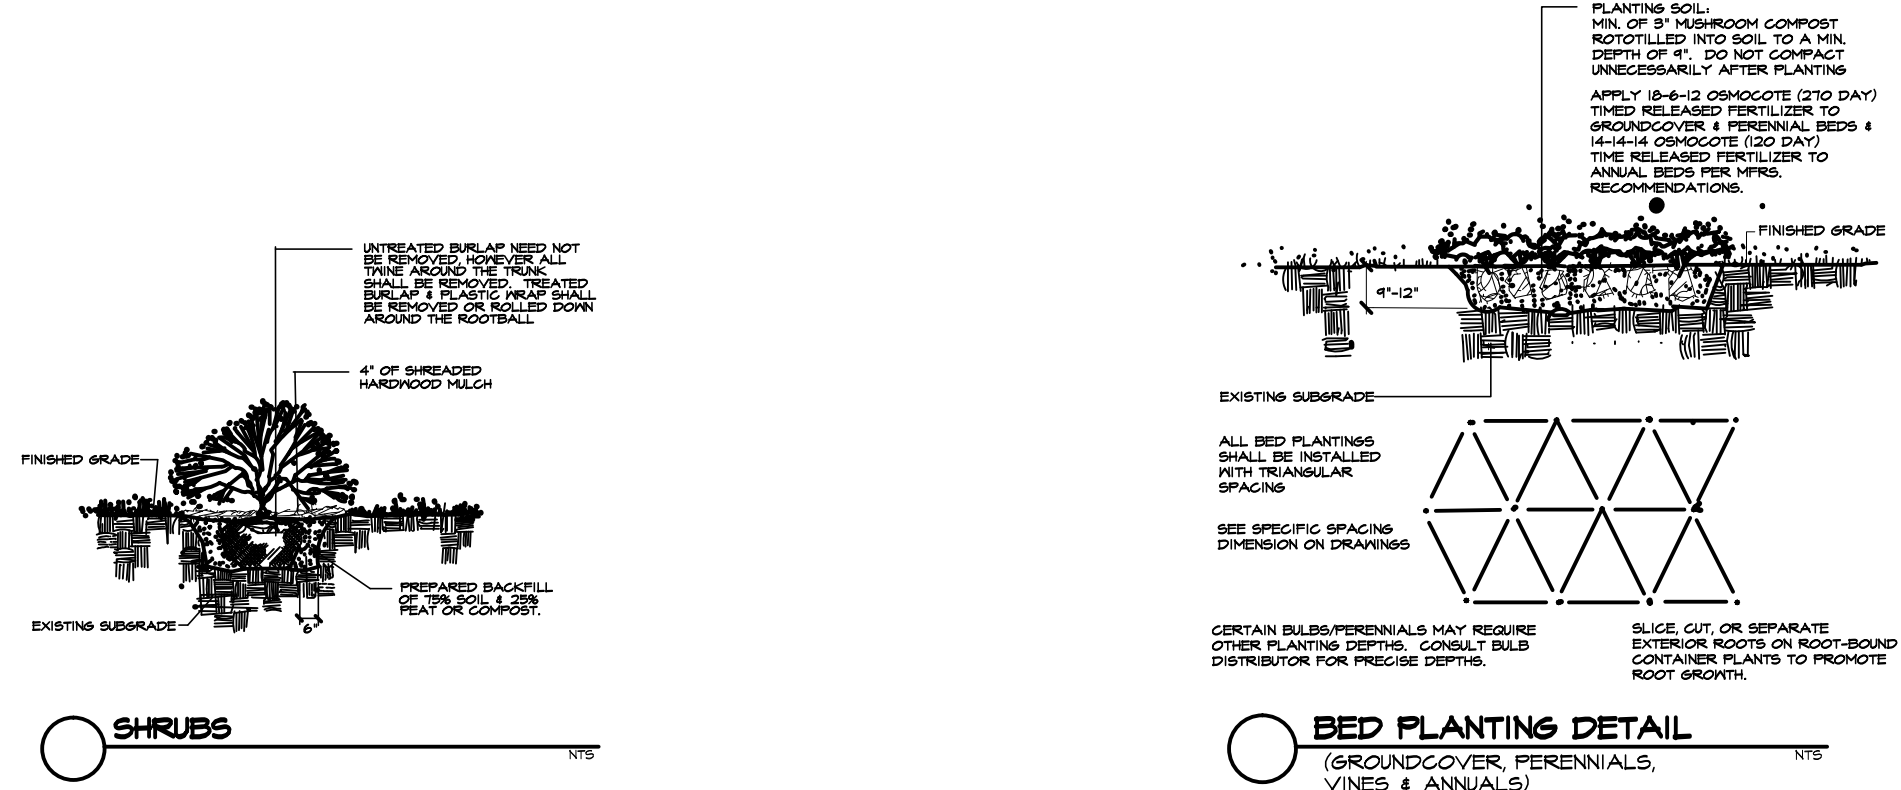 UNTREATED BURLAP NEED NOT
BE REMOVED, HOWEVER ALL
TWINE AROUND THE TRUNK
SHALL BE REMOVED. TREATED
BURLAP & PLASTIC WRAP SHALL
BE REMOVED OR ROLLED DOWN
AROUND THE ROOTBALL
4" OF SHREADED
HARDWOOD MULCH
FINISHED GRADE
PREPARED BACKFILL
OF 75% SOIL & 25%
PEAT OR COMPOST.
EXISTING SUBGRADE
6"
SHRUBS
NTS
PLANTING SOIL:
MIN. OF 3" MUSHROOM COMPOST
ROTOTILLED INTO SOIL TO A MIN.
DEPTH OF 9". DO NOT COMPACT
UNNECESSARILY AFTER PLANTING
APPLY 18-6-12 OSMOCOTE (270 DAY)
TIMED RELEASED FERTILIZER TO
GROUNDCOVER & PERENNIAL BEDS &
14-14-14 OSMOCOTE (120 DAY)
TIME RELEASED FERTILIZER TO
ANNUAL BEDS PER MFRS.
RECOMMENDATIONS.
FINISHED GRADE
9"-12"
EXISTING SUBGRADE
ALL BED PLANTINGS
SHALL BE INSTALLED
WITH TRIANGULAR
SPACING
SEE SPECIFIC SPACING
DIMENSION ON DRAWINGS
CERTAIN BULBS/PERENNIALS MAY REQUIRE
OTHER PLANTING DEPTHS. CONSULT BULB
DISTRIBUTOR FOR PRECISE DEPTHS.
SLICE, CUT, OR SEPARATE
EXTERIOR ROOTS ON ROOT-BOUND
CONTAINER PLANTS TO PROMOTE
ROOT GROWTH.
BED PLANTING DETAIL
NTS
(GROUNDCOVER, PERENNIALS,
VINES & ANNUALS)